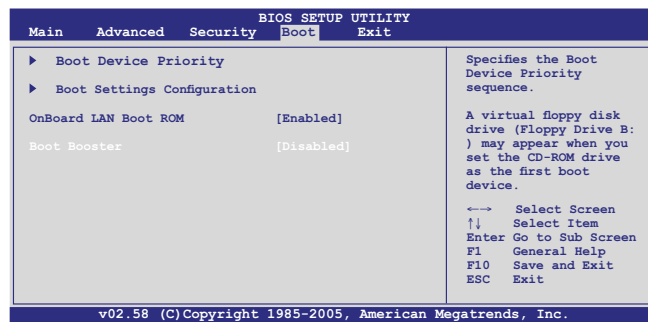 BIOS SETUP UTILITY
Main Advanced Security Boot Exit
Boot Device Priority
Boot Settings Configuration
OnBoard LAN Boot ROM [Enabled]
Boot Booster [Disabled]
Specifies the Boot
Device Priority
sequence.
A virtual floppy disk
drive (Floppy Drive B:
) may appear when you
set the CD-ROM drive
as the first boot
device.
←→ Select Screen
↑↓ Select Item
Enter Go to Sub Screen
F1 General Help
F10 Save and Exit
ESC Exit
v02.58 (C)Copyright 1985-2005, American Megatrends, Inc.